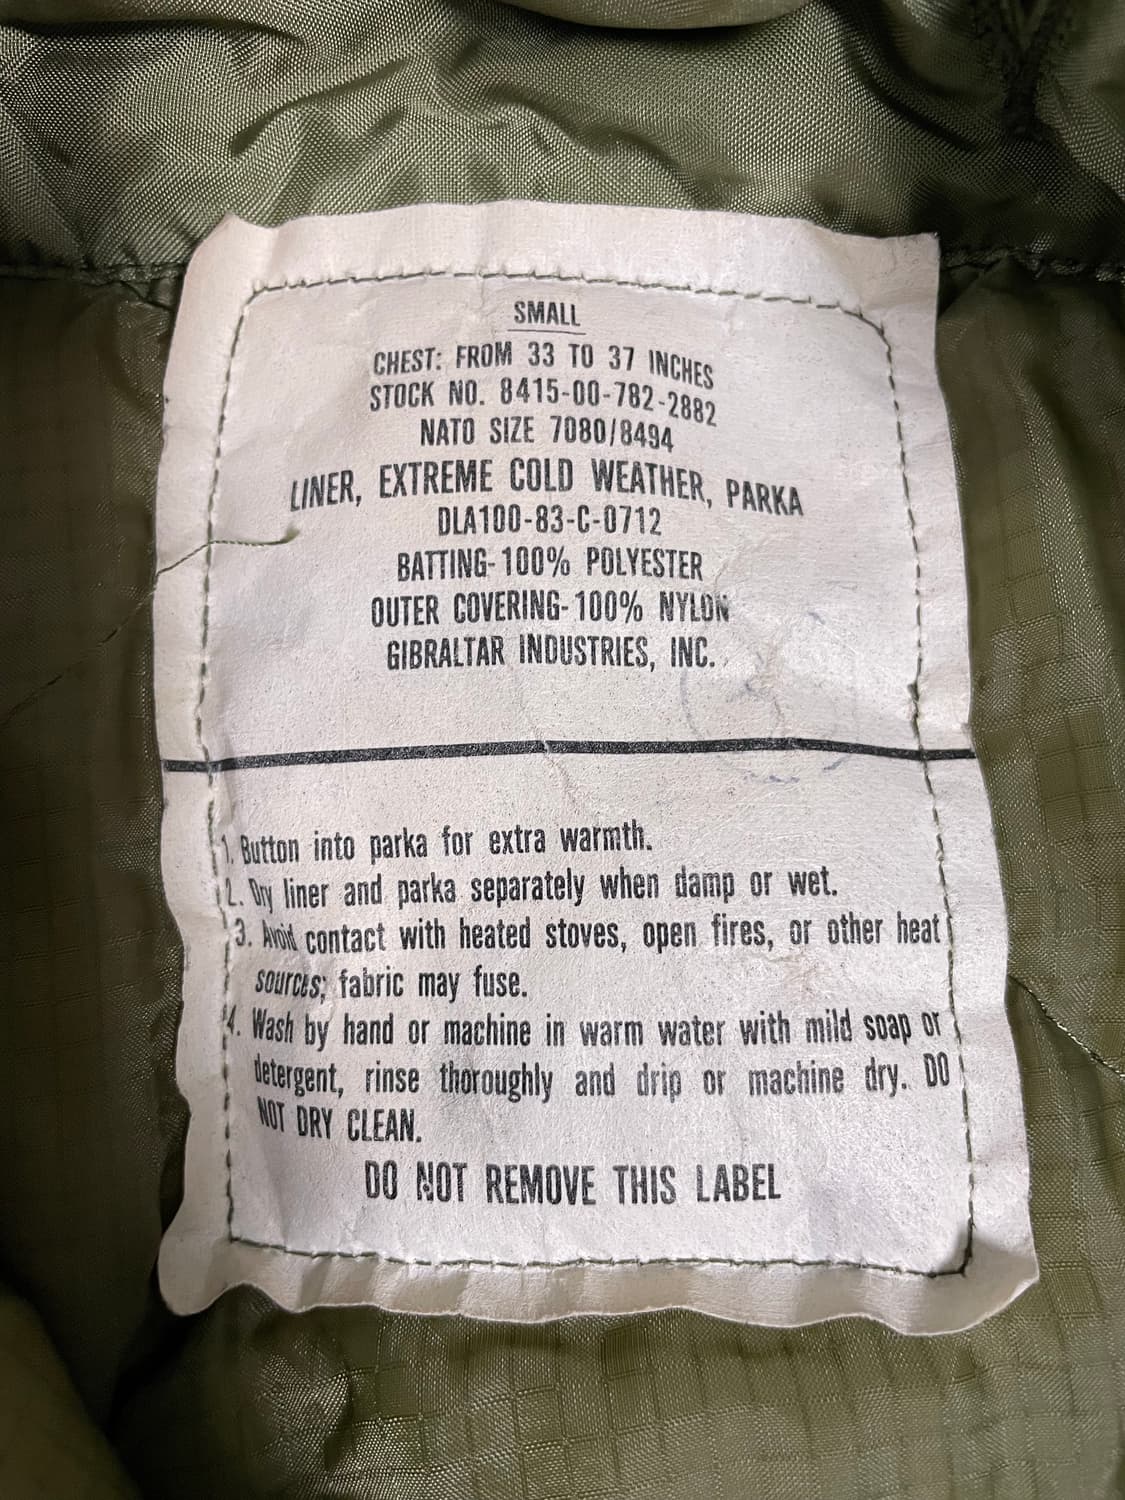 SMALL
CHEST: FROM 33 TO 37 INCHES
STOCK NO. 8415-00-782-2882
NATO SIZE 7080/8494
LINER, EXTREME COLD WEATHER, PARKA
DLA100-83-C-0712
BATTING-100% POLYESTER
OUTER COVERING-100% NYLON
GIBRALTAR INDUSTRIES, INC.
1. Button into parka for extra warmth.
2. Dry liner and parka separately when damp or wet.
3. Avoid contact with heated stoves, open fires, or other heat
sources; fabric may fuse.
4. Wash by hand or machine in warm water with mild soap or
detergent, rinse thoroughly and drip or machine dry. DO
NOT DRY CLEAN.
DO NOT REMOVE THIS LABEL